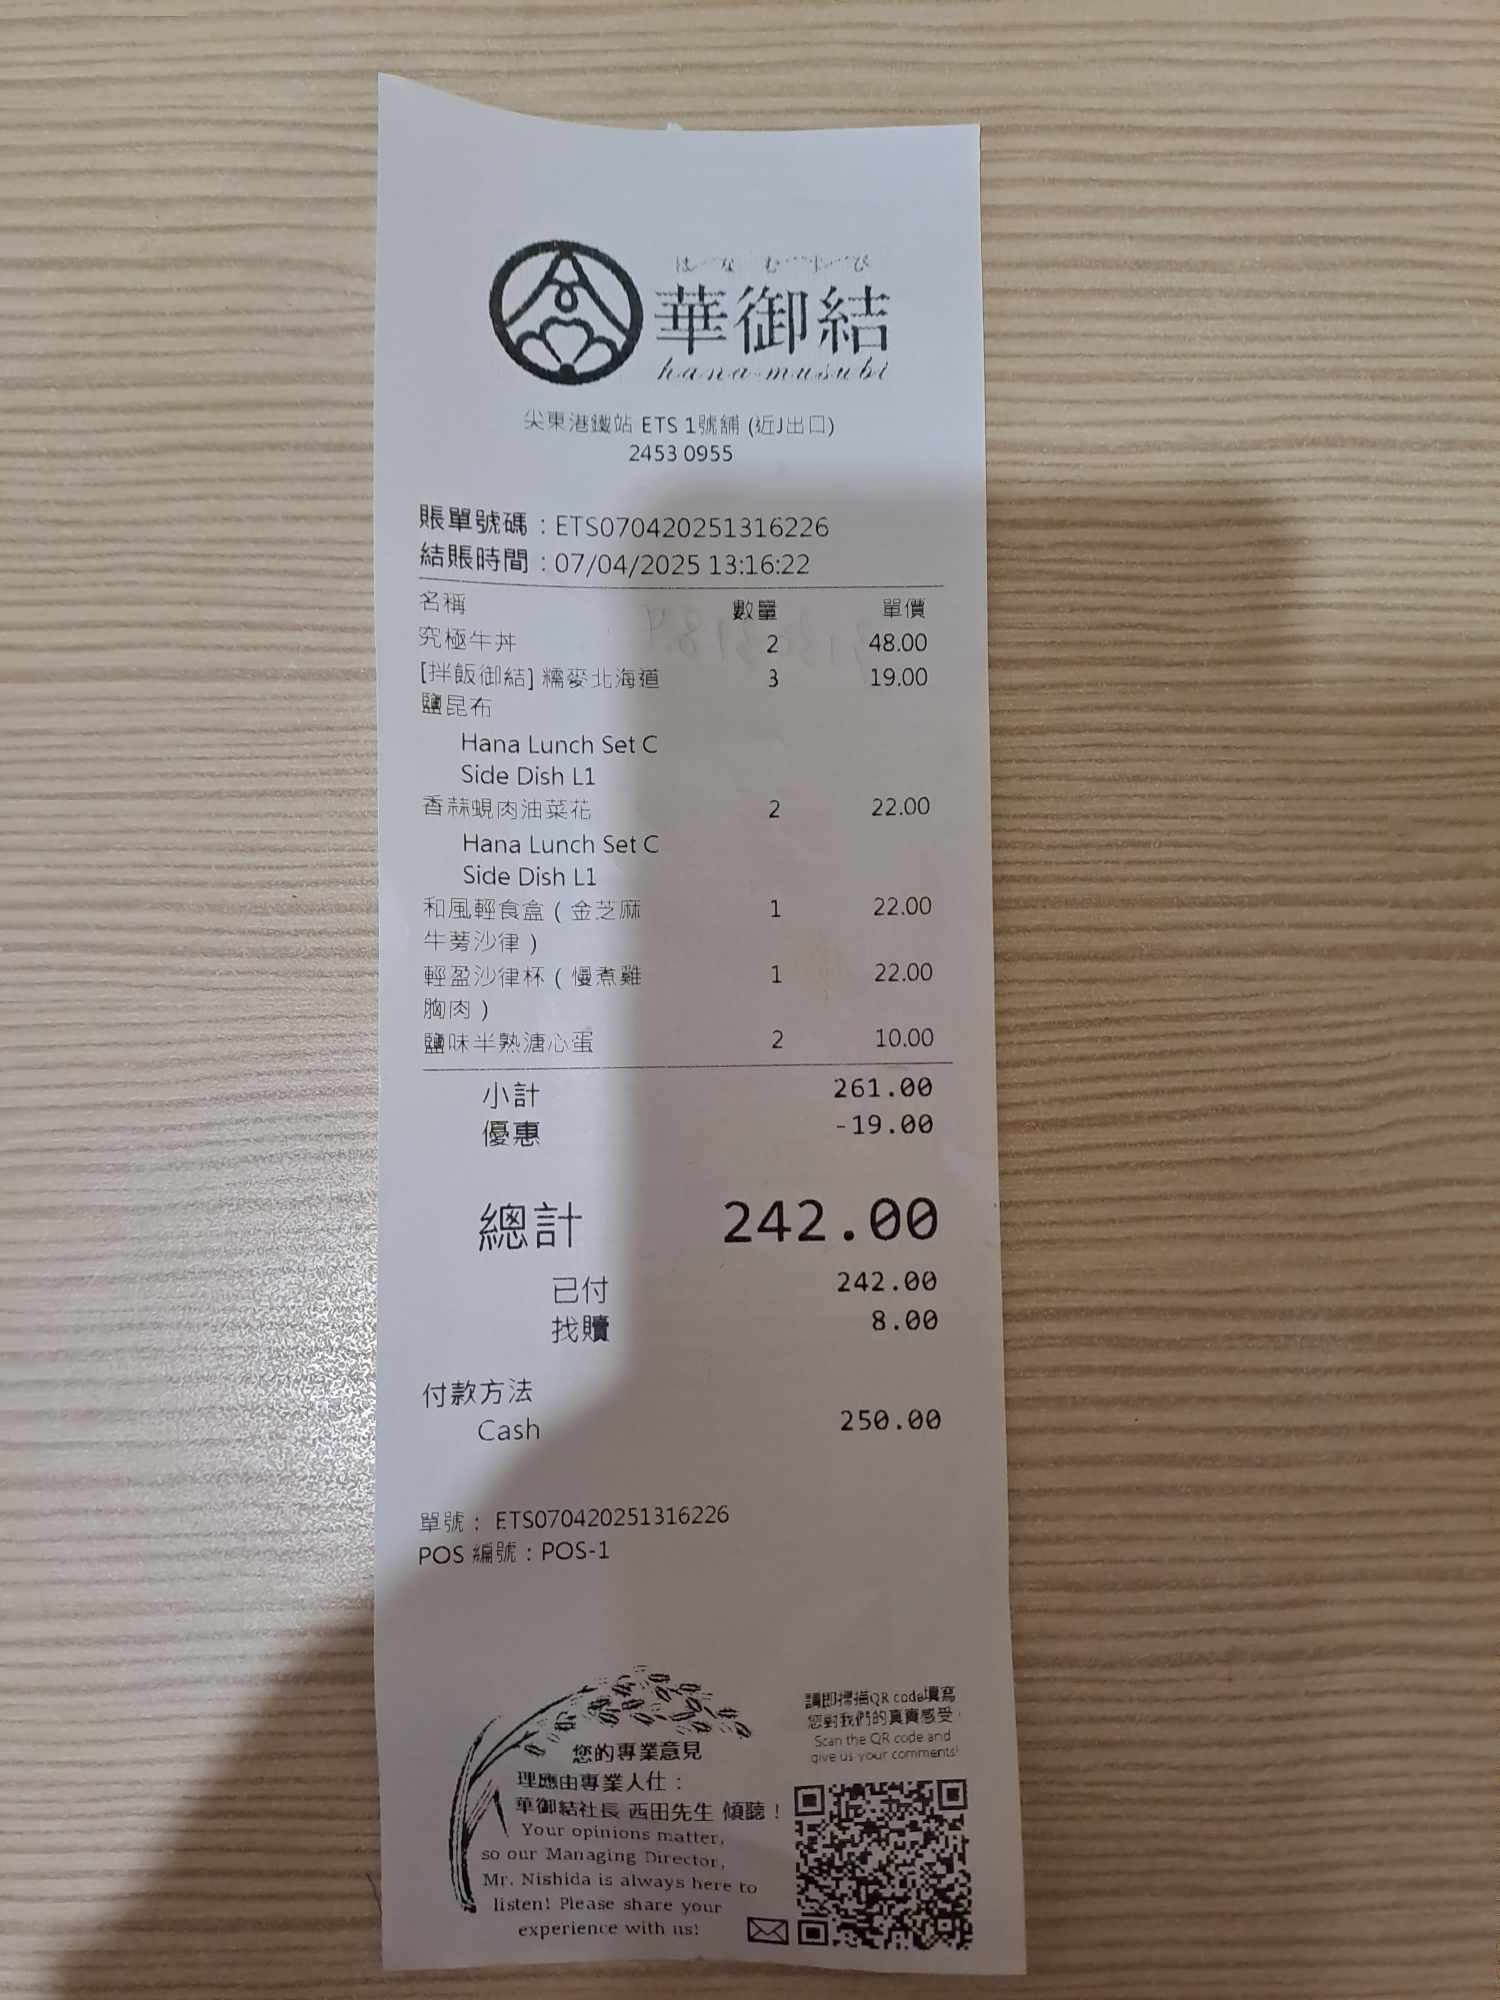 はなむすび
華御結
hana-musubi
尖東港鐵站 ETS 1號舖 (近J出口)
2453 0955
賬單號碼：ETS070420251316226
結賬時間：07/04/2025 13:16:22
名稱 數量 單價
究極牛丼 2 48.00
[拌飯御結] 糯麥北海道 3 19.00
鹽昆布
Hana Lunch Set C
Side Dish L1
香蒜蜆肉油菜花 2 22.00
Hana Lunch Set C
Side Dish L1
和風輕食盒（金芝麻 1 22.00
牛蒡沙律）
輕盈沙律杯（慢煮雞 1 22.00
胸肉）
鹽味半熟溏心蛋 2 10.00
小計 261.00
優惠 -19.00
總計 242.00
已付 242.00
找贖 8.00
付款方法
Cash 250.00
單號： ETS070420251316226
POS 編號：POS-1
您的專業意見
理應由專業人仕：
華御結社長 西田先生 傾聽！
Your opinions matter,
so our Managing Director,
Mr. Nishida is always here to
listen! Please share your
experience with us!
請即掃描QR code填寫
您對我們的真實感受，
Scan the QR code and
give us your comments!